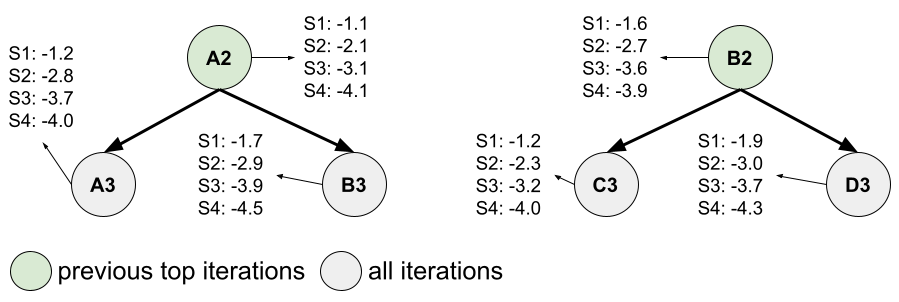 S1: -1.1
S2: -2.1
S3: -3.1
S4: -4.1
A2
S1: -1.6
S2: -2.7
S3: -3.6
S4: -3.9
B2
S1: -1.2
S2: -2.8
S3: -3.7
S4: -4.0
A3
S1: -1.7
S2: -2.9
S3: -3.9
S4: -4.5
B3
S1: -1.2
S2: -2.3
S3: -3.2
S4: -4.0
C3
S1: -1.9
S2: -3.0
S3: -3.7
S4: -4.3
D3
previous top iterations
all iterations